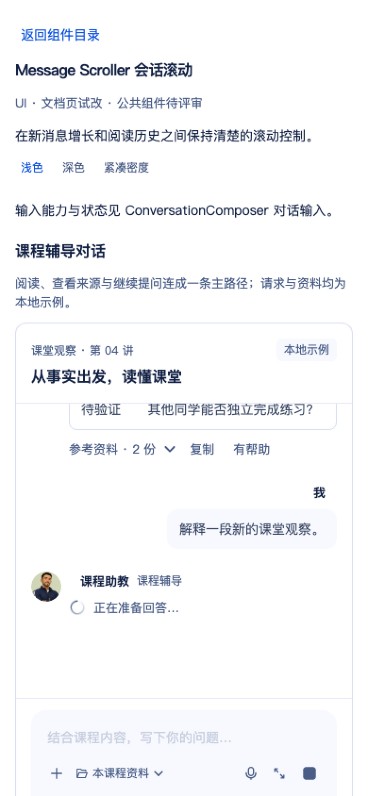 返回组件目录
Message Scroller 会话滚动
UI · 文档页试改 · 公共组件待评审
在新消息增长和阅读历史之间保持清楚的滚动控制。
浅色 深色 紧凑密度
输入能力与状态见 ConversationComposer 对话输入。
课程辅导对话
阅读、查看来源与继续提问连成一条主路径；请求与资料均为
本地示例。
课堂观察 · 第 04 讲
本地示例
从事实出发，读懂课堂
待验证 其他同学能否独立完成练习？
参考资料 · 2 份 复制 有帮助
我
解释一段新的课堂观察。
课程助教 课程辅导
正在准备回答...
结合课程内容，写下你的问题...
本课程资料